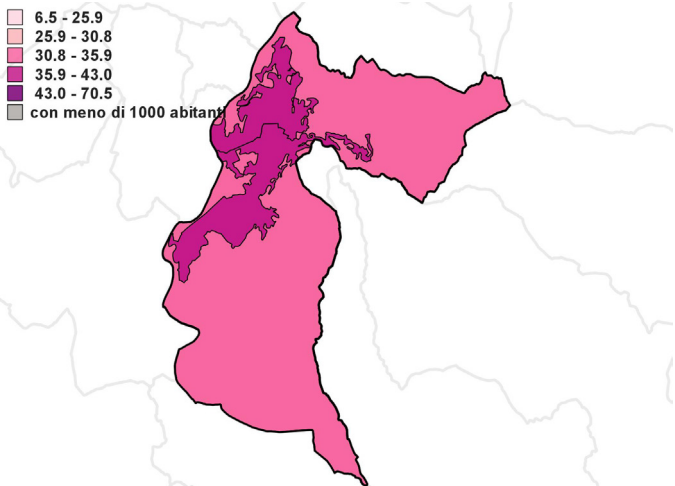 6.5 - 25.9
25.9 - 30.8
30.8 - 35.9
35.9 - 43.0
43.0 - 70.5
con meno di 1000 abitanti